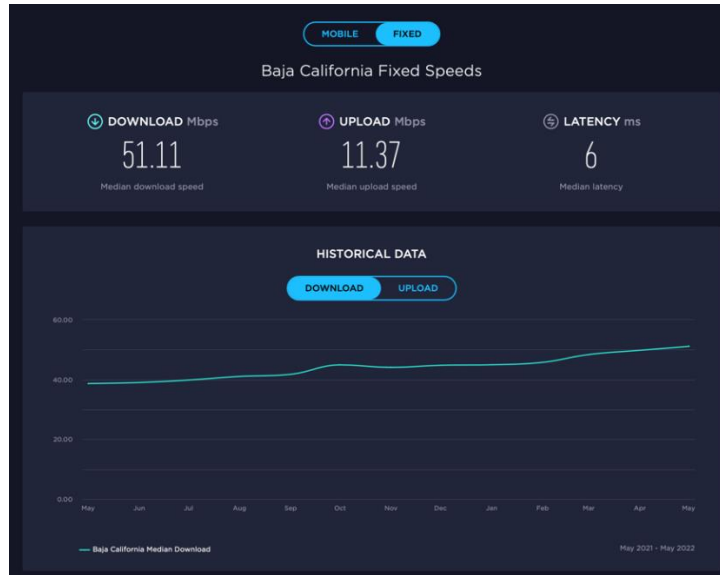 MOBILE FIXED
Baja California Fixed Speeds
DOWNLOAD Mbps UPLOAD Mbps LATENCY ms
51.11 11.37 6
Median download speed Median upload speed Median latency
HISTORICAL DATA
DOWNLOAD UPLOAD
60.00
40.00
20.00
0.00
May Jun Jul Aug Sep Oct Nov Dec Jan Feb Mar Apr May
Baja California Median Download May 2021 - May 2022